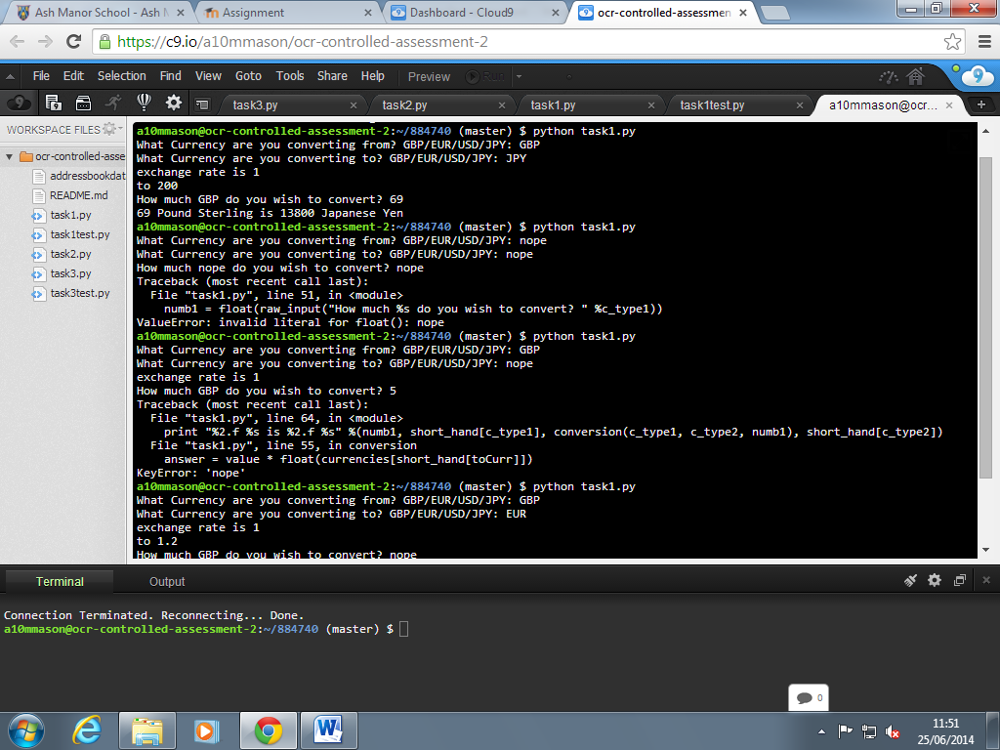 Ash Manor School - Ash M
Assignment
Dashboard - Cloud9
ocr-controlled-assessmen
https://c9.io/a10mmason/ocr-controlled-assessment-2
File Edit Selection Find View Goto Tools Share Help Preview Run
task3.py task2.py task1.py task1test.py a10mmason@ocr...
WORKSPACE FILES
ocr-controlled-asse
addressbookdat
README.md
task1.py
task1test.py
task2.py
task3.py
task3test.py
a10mmason@ocr-controlled-assessment-2:~/884740 (master) $ python task1.py
What Currency are you converting from? GBP/EUR/USD/JPY: GBP
What Currency are you converting to? GBP/EUR/USD/JPY: JPY
exchange rate is 1
to 200
How much GBP do you wish to convert? 69
69 Pound Sterling is 13800 Japanese Yen
a10mmason@ocr-controlled-assessment-2:~/884740 (master) $ python task1.py
What Currency are you converting from? GBP/EUR/USD/JPY: nope
What Currency are you converting to? GBP/EUR/USD/JPY: nope
How much nope do you wish to convert? nope
Traceback (most recent call last):
File "task1.py", line 51, in <module>
numb1 = float(raw_input("How much %s do you wish to convert? " %c_type1))
ValueError: invalid literal for float(): nope
a10mmason@ocr-controlled-assessment-2:~/884740 (master) $ python task1.py
What Currency are you converting from? GBP/EUR/USD/JPY: GBP
What Currency are you converting to? GBP/EUR/USD/JPY: nope
exchange rate is 1
How much GBP do you wish to convert? 5
Traceback (most recent call last):
File "task1.py", line 64, in <module>
print "%2.f %s is %2.f %s" %(numb1, short_hand[c_type1], conversion(c_type1, c_type2, numb1), short_hand[c_type2])
File "task1.py", line 55, in conversion
answer = value * float(currencies[short_hand[toCurr]])
KeyError: 'nope'
a10mmason@ocr-controlled-assessment-2:~/884740 (master) $ python task1.py
What Currency are you converting from? GBP/EUR/USD/JPY: GBP
What Currency are you converting to? GBP/EUR/USD/JPY: EUR
exchange rate is 1
to 1.2
How much GBP do you wish to convert? nope
Terminal Output
Connection Terminated. Reconnecting... Done.
a10mmason@ocr-controlled-assessment-2:~/884740 (master) $
0
11:51
25/06/2014